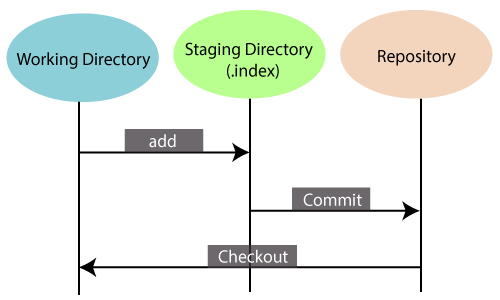 Working Directory
Staging Directory
(.index)
Repository
add
Commit
Checkout